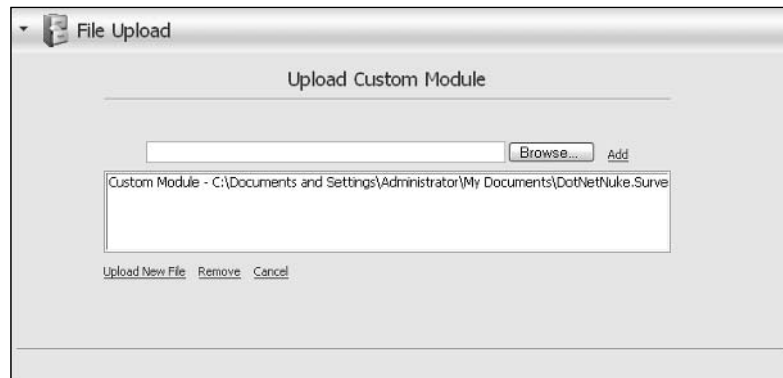 File Upload
Upload Custom Module
Browse... Add
Custom Module - C:\Documents and Settings\Administrator\My Documents\DotNetNuke.Surve
Upload New File Remove Cancel